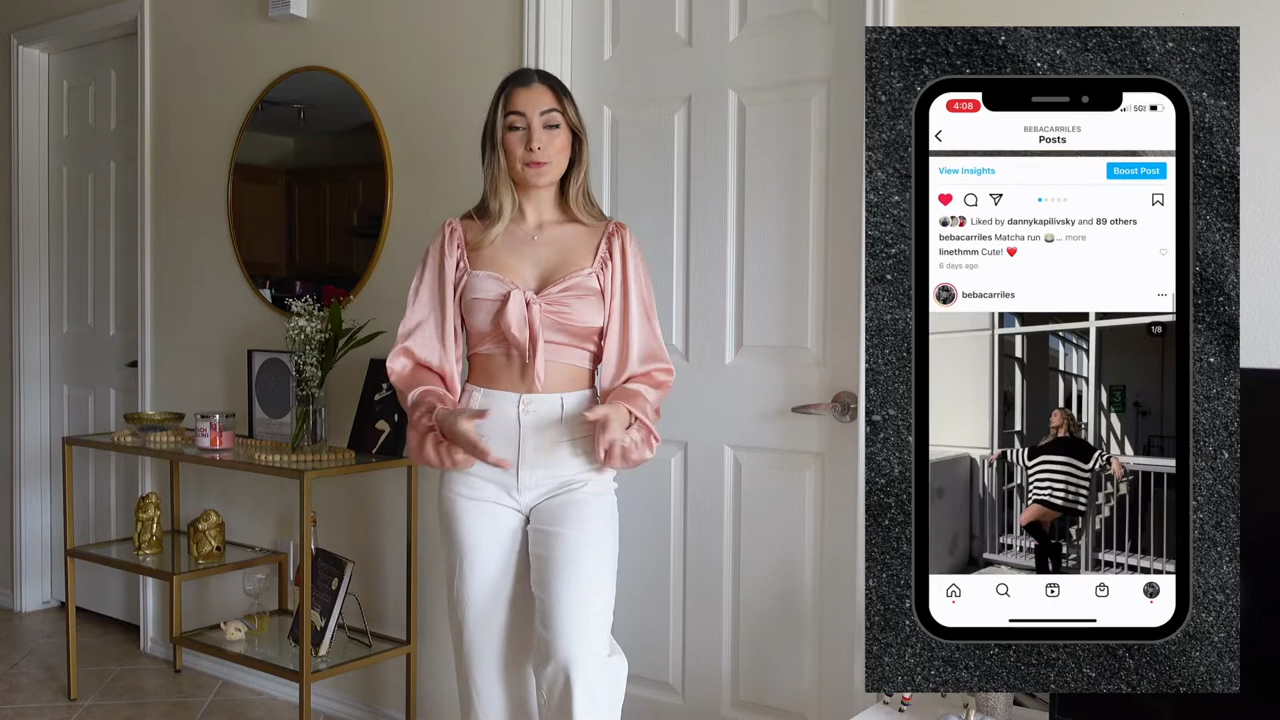 4:08
5G
BEBACARRILES
Posts
View Insights
Boost Post
Liked by dannykapilivsky and 89 others
bebacarriles Matcha run ... more
linethmm Cute! ❤️
6 days ago
bebacarriles
1/8